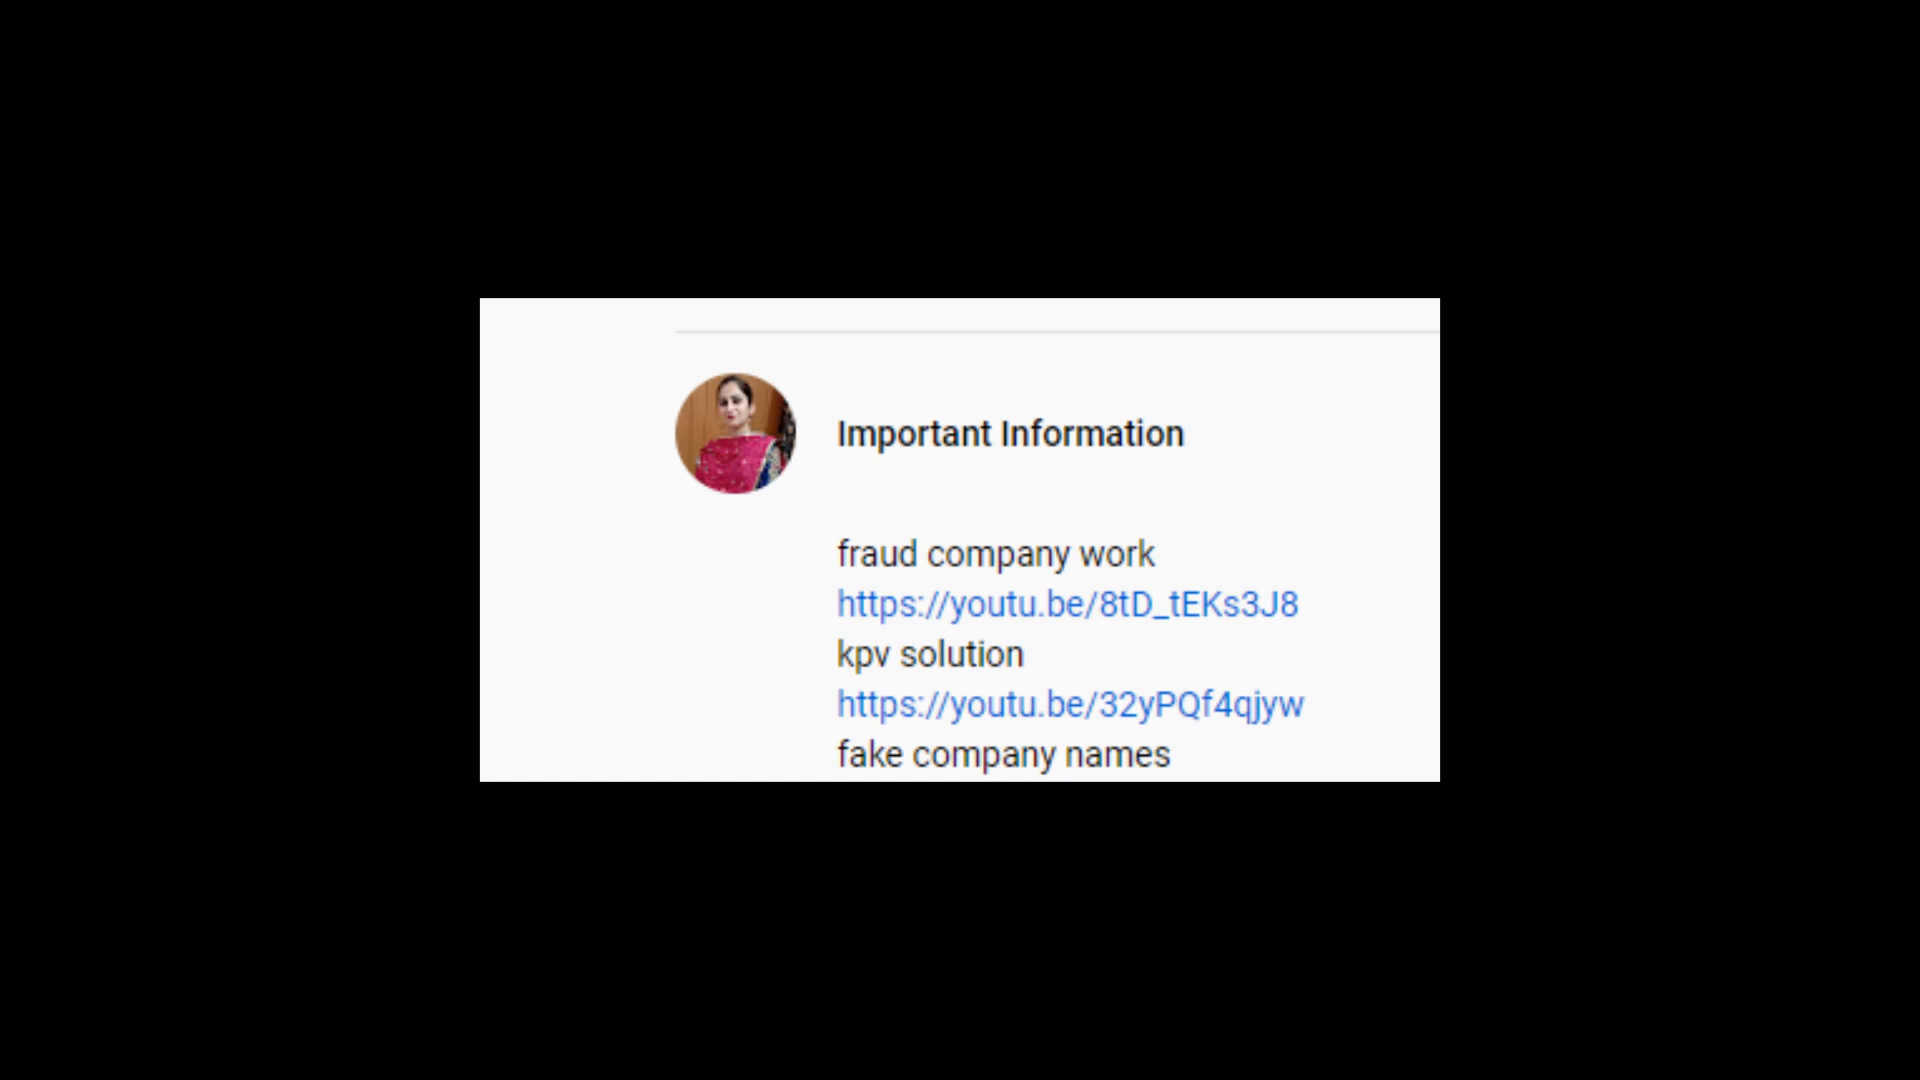 Important Information
fraud company work
https://youtu.be/8tD_tEKs3J8
kpv solution
https://youtu.be/32yPQf4qjyw
fake company names